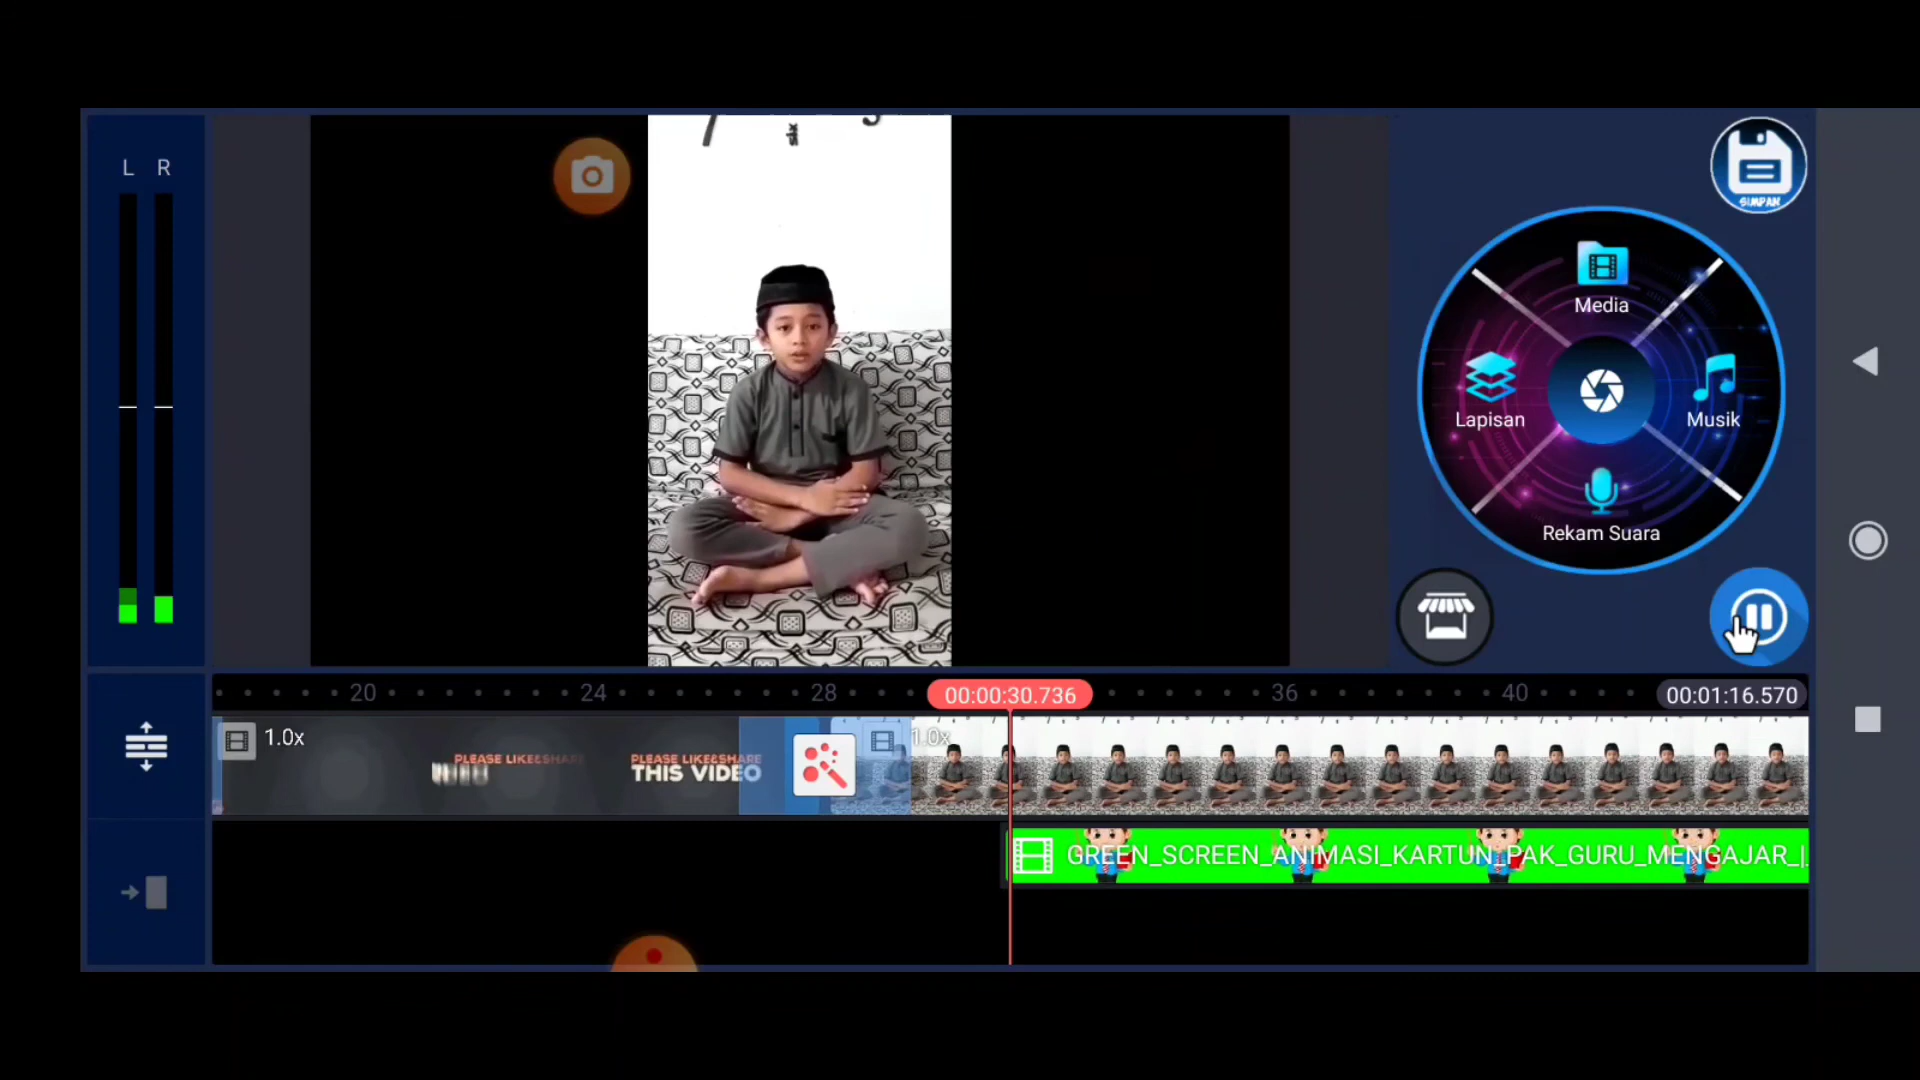 L R
SIMPAN
six
Media
Lapisan
Musik
Rekam Suara
20 24 28 00:00:30.736 36 40 00:01:16.570
1.0x
PLEASE LIKE&SHARE
PLEASE LIKE&SHARE
THIS VIDEO
1.0x
GREEN_SCREEN_ANIMASI_KARTUN_PAK_GURU_MENGAJAR_|.